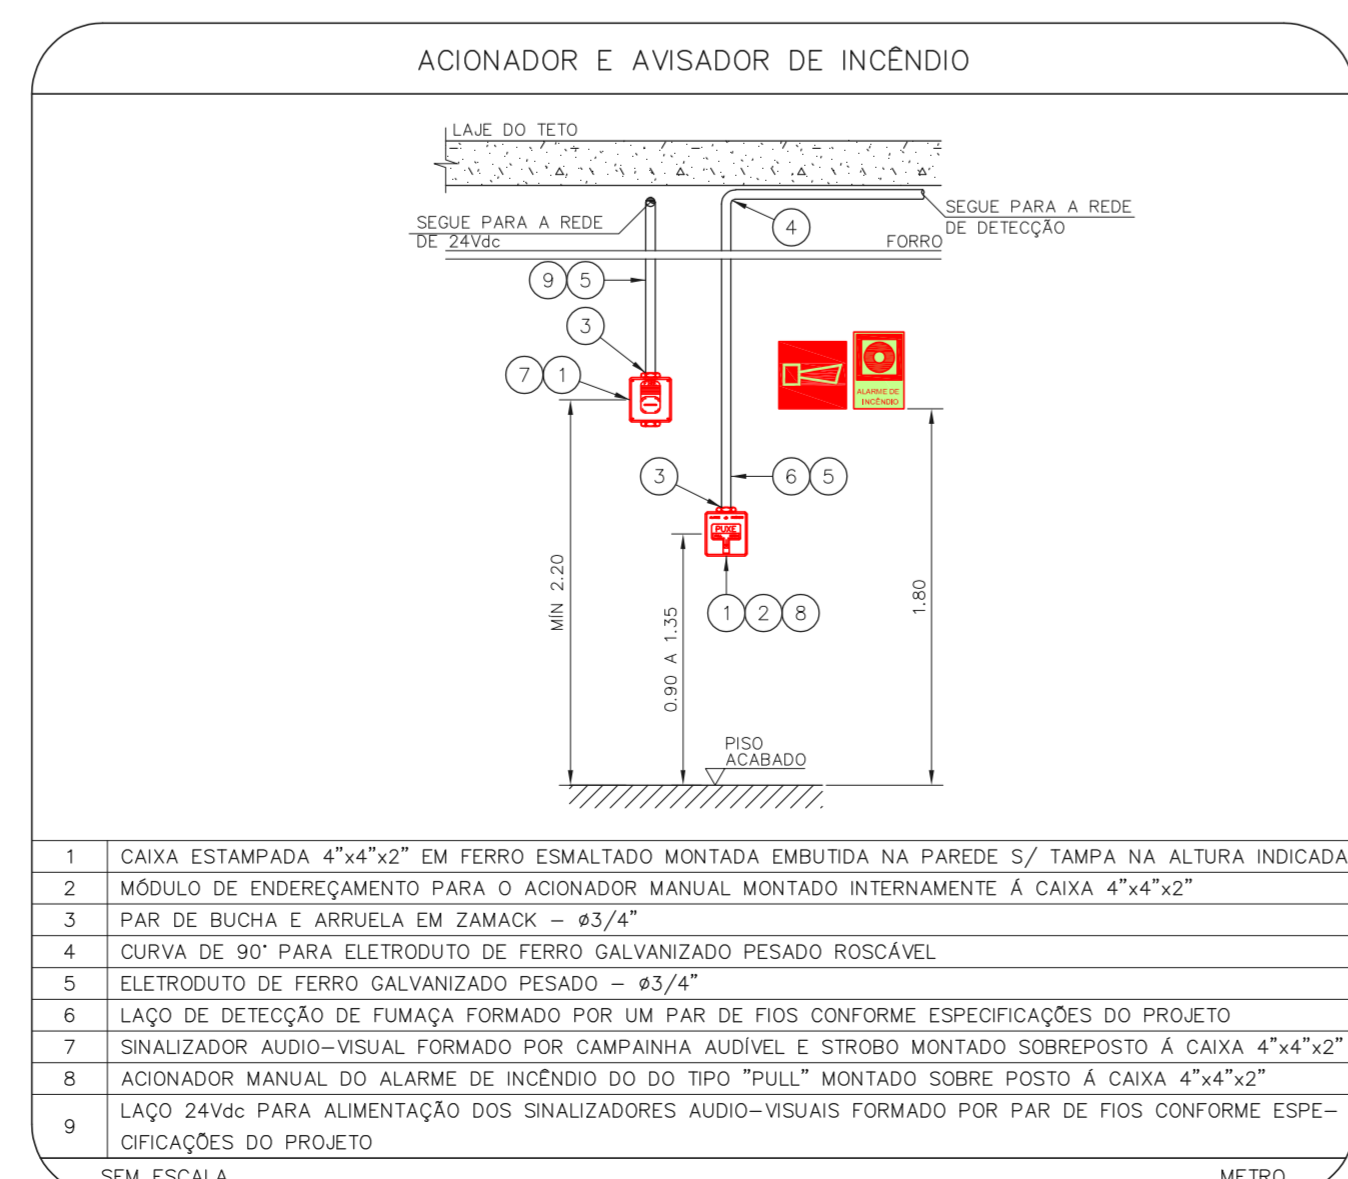 ACIONADOR E AVISADOR DE INCÊNDIO
LAJE DO TETO
SEGUE PARA A REDE
DE 24Vdc
SEGUE PARA A REDE
DE DETECÇÃO
4
FORRO
9 5
3
7 1
ALARME DE
INCÊNDIO
3
6 5
PUXE
1 2 8
MÍN 2.20
0.90 A 1.35
1.80
PISO
ACABADO
1 CAIXA ESTAMPADA 4"x4"x2" EM FERRO ESMALTADO MONTADA EMBUTIDA NA PAREDE S/ TAMPA NA ALTURA INDICADA
2 MÓDULO DE ENDEREÇAMENTO PARA O ACIONADOR MANUAL MONTADO INTERNAMENTE Á CAIXA 4"x4"x2"
3 PAR DE BUCHA E ARRUELA EM ZAMACK – ø3/4"
4 CURVA DE 90° PARA ELETRODUTO DE FERRO GALVANIZADO PESADO ROSCÁVEL
5 ELETRODUTO DE FERRO GALVANIZADO PESADO – ø3/4"
6 LAÇO DE DETECÇÃO DE FUMAÇA FORMADO POR UM PAR DE FIOS CONFORME ESPECIFICAÇÕES DO PROJETO
7 SINALIZADOR AUDIO–VISUAL FORMADO POR CAMPAINHA AUDÍVEL E STROBO MONTADO SOBREPOSTO Á CAIXA 4"x4"x2"
8 ACIONADOR MANUAL DO ALARME DE INCÊNDIO DO DO TIPO "PULL" MONTADO SOBRE POSTO Á CAIXA 4"x4"x2"
9 LAÇO 24Vdc PARA ALIMENTAÇÃO DOS SINALIZADORES AUDIO–VISUAIS FORMADO POR PAR DE FIOS CONFORME ESPE–
CIFICAÇÕES DO PROJETO
SEM ESCALA
METRO